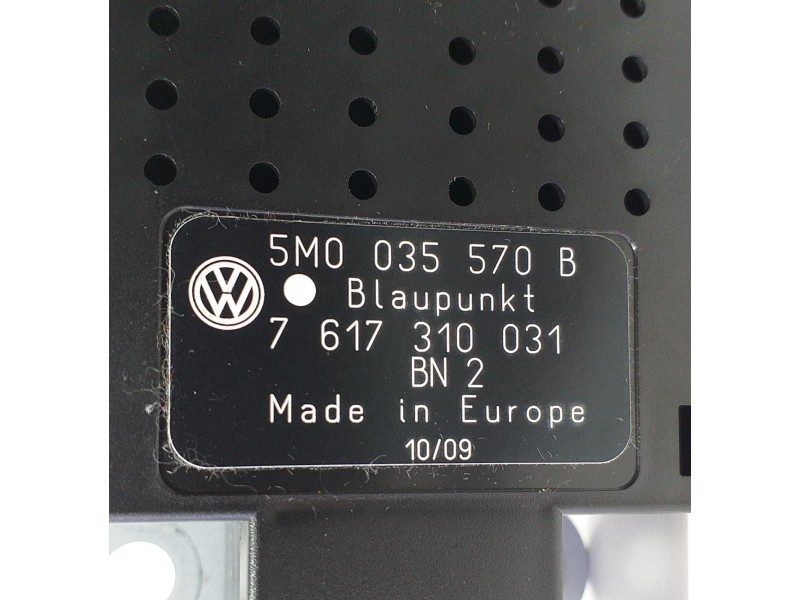 5M0 035 570 B
Blaupunkt
7 617 310 031
BN 2
Made in Europe
10/09